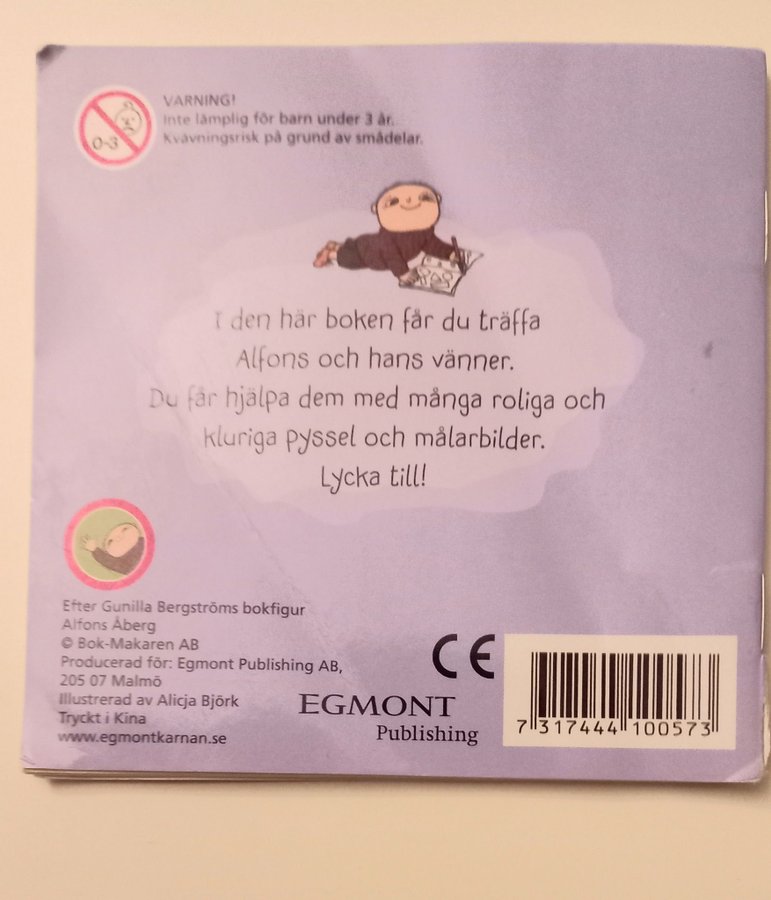 VARNING!
Inte lämplig för barn under 3 år.
Kvävningsrisk på grund av smådelar.
0-3
I den här boken får du träffa
Alfons och hans vänner.
Du får hjälpa dem med många roliga och
kluriga pyssel och målarbilder.
Lycka till!
Efter Gunilla Bergströms bokfigur
Alfons Åberg
© Bok-Makaren AB
Producerad för: Egmont Publishing AB,
205 07 Malmö
Illustrerad av Alicja Björk
Tryckt i Kina
www.egmontkarnan.se
CE
EGMONT
Publishing
7 317444 100573